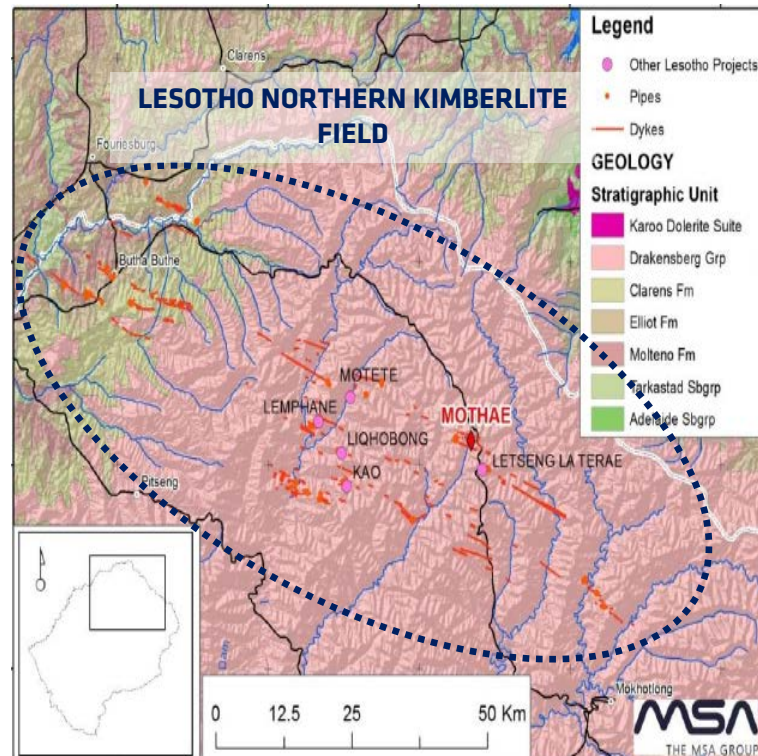 Clarens
LESOTHO NORTHERN KIMBERLITE
FIELD
Fouriesburg
Butha Buthe
MOTETE
LEMPHANE
MOTHAE
LIQHOBONG
LETSENG LA TERAE
KAO
Pitseng
Mokhotlong
Legend
Other Lesotho Projects
Pipes
Dykes
GEOLOGY
Stratigraphic Unit
Karoo Dolerite Suite
Drakensberg Grp
Clarens Fm
Elliot Fm
Molteno Fm
Tarkastad Sbgrp
Adelaide Sbgrp
0 12.5 25 50 Km
MSA
THE MSA GROUP